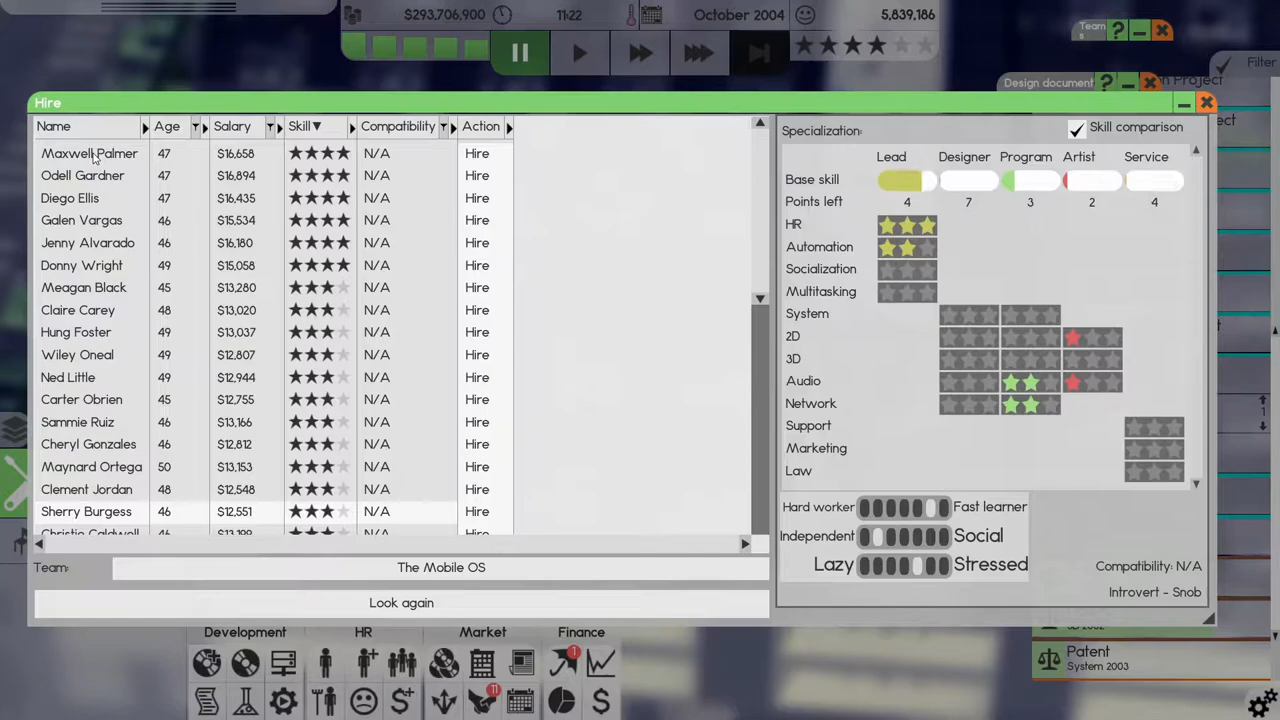 $293,706,900 11:22 October 2004 5,839,186
Team
s
Filter
Design document
Hire
Name Age Salary Skill▼ Compatibility Action
Maxwell Palmer 47 $16,658 N/A Hire
Odell Gardner 47 $16,894 N/A Hire
Diego Ellis 47 $16,435 N/A Hire
Galen Vargas 46 $15,534 N/A Hire
Jenny Alvarado 46 $16,180 N/A Hire
Donny Wright 49 $15,058 N/A Hire
Meagan Black 45 $13,280 N/A Hire
Claire Carey 48 $13,020 N/A Hire
Hung Foster 49 $13,037 N/A Hire
Wiley Oneal 49 $12,807 N/A Hire
Ned Little 49 $12,944 N/A Hire
Carter Obrien 45 $12,755 N/A Hire
Sammie Ruiz 46 $13,166 N/A Hire
Cheryl Gonzales 46 $12,812 N/A Hire
Maynard Ortega 50 $13,153 N/A Hire
Clement Jordan 48 $12,548 N/A Hire
Sherry Burgess 46 $12,551 N/A Hire
Christie Caldwell 46 $13,199 N/A Hire
Team: The Mobile OS
Look again
Specialization: Skill comparison
Lead Designer Program Artist Service
Base skill
Points left 4 7 3 2 4
HR
Automation
Socialization
Multitasking
System
2D
3D
Audio
Network
Support
Marketing
Law
Hard worker Fast learner
Independent Social
Lazy Stressed
Compatibility: N/A
Introvert - Snob
Development HR Market Finance
1
11
Patent
System 2003